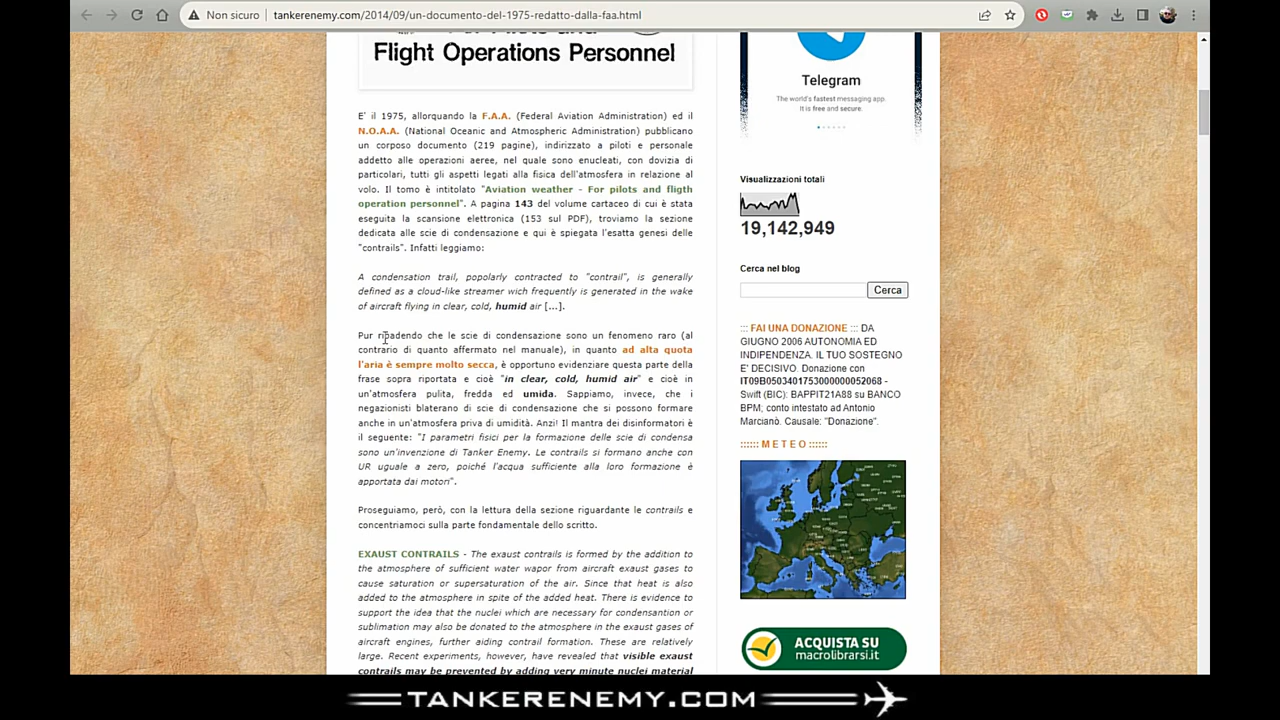 Non sicuro
tankerenemy.com/2014/09/un-documento-del-1975-redatto-dalla-faa.html
Flight Operations Personnel
E' il 1975, allorquando la F.A.A. (Federal Aviation Administration) ed il
N.O.A.A. (National Oceanic and Atmospheric Administration) pubblicano
un corposo documento (219 pagine), indirizzato a piloti e personale
addetto alle operazioni aeree, nel quale sono enucleati, con dovizia di
particolari, tutti gli aspetti legati alla fisica dell'atmosfera in relazione al
volo. Il tomo è intitolato "Aviation weather - For pilots and fligth
operation personnel". A pagina 143 del volume cartaceo di cui è stata
eseguita la scansione elettronica (153 sul PDF), troviamo la sezione
dedicata alle scie di condensazione e qui è spiegata l'esatta genesi delle
"contrails". Infatti leggiamo:
A condensation trail, popolarly contracted to "contrail", is generally
defined as a cloud-like streamer wich frequently is generated in the wake
of aircraft flying in clear, cold, humid air [...].
Pur ribadendo che le scie di condensazione sono un fenomeno raro (al
contrario di quanto affermato nel manuale), in quanto ad alta quota
l'aria è sempre molto secca, è opportuno evidenziare questa parte della
frase sopra riportata e cioè "in clear, cold, humid air" e cioè in
un'atmosfera pulita, fredda ed umida. Sappiamo, invece, che i
negazionisti blaterano di scie di condensazione che si possono formare
anche in un'atmosfera priva di umidità. Anzi! Il mantra dei disinformatori è
il seguente: "I parametri fisici per la formazione delle scie di condensa
sono un'invenzione di Tanker Enemy. Le contrails si formano anche con
UR uguale a zero, poiché l'acqua sufficiente alla loro formazione è
apportata dai motori".
Proseguiamo, però, con la lettura della sezione riguardante le contrails e
concentriamoci sulla parte fondamentale dello scritto.
EXAUST CONTRAILS - The exaust contrails is formed by the addition to
the atmosphere of sufficient water wapor from aircraft exaust gases to
cause saturation or supersaturation of the air. Since that heat is also
added to the atmosphere in spite of the added heat. There is evidence to
support the idea that the nuclei which are necessary for condensantion or
sublimation may also be donated to the atmosphere in the exaust gases of
aircraft engines, further aiding contrail formation. These are relatively
large. Recent experiments, however, have revealed that visible exaust
contrails may be prevented by adding very minute nuclei material
Telegram
The world's fastest messaging app.
It is free and secure.
Visualizzazioni totali
19,142,949
Cerca nel blog
Cerca
::: FAI UNA DONAZIONE ::: DA
GIUGNO 2006 AUTONOMIA ED
INDIPENDENZA. IL TUO SOSTEGNO
E' DECISIVO. Donazione con
IT09B0503401753000000052068 -
Swift (BIC): BAPPIT21A88 su BANCO
BPM; conto intestato ad Antonio
Marcianò. Causale: "Donazione".
:::::: M E T E O ::::::
ACQUISTA SU
macrolibrarsi.it
TANKERENEMY.COM